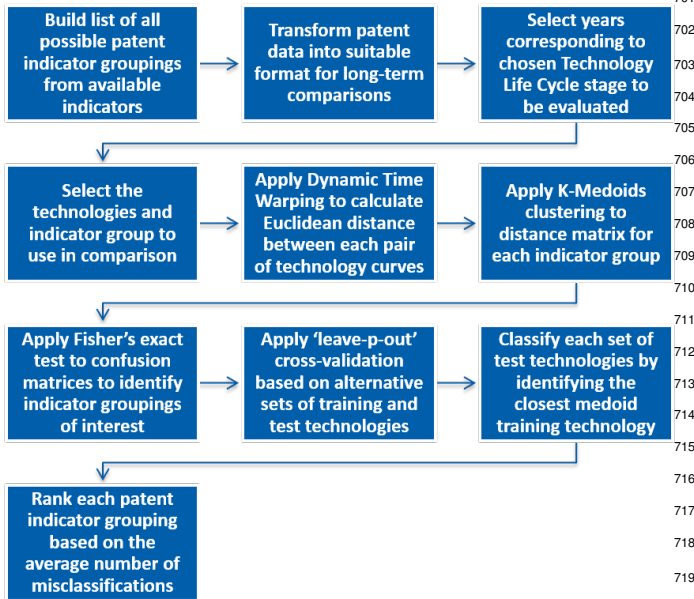 Build list of all
possible patent
indicator groupings
from available
indicators
Transform patent
data into suitable
format for long-term
comparisons
Select years
corresponding to
chosen Technology
Life Cycle stage to
be evaluated
Select the
technologies and
indicator group to
use in comparison
Apply Dynamic Time
Warping to calculate
Euclidean distance
between each pair
of technology curves
Apply K-Medoids
clustering to
distance matrix for
each indicator group
Apply Fisher's exact
test to confusion
matrices to identify
indicator groupings
of interest
Apply ‘leave-p-out’
cross-validation
based on alternative
sets of training and
test technologies
Classify each set of
test technologies by
identifying the
closest medoid
training technology
Rank each patent
indicator grouping
based on the
average number of
misclassifications
702
703
704
705
706
707
708
709
710
711
712
713
714
715
716
717
718
719